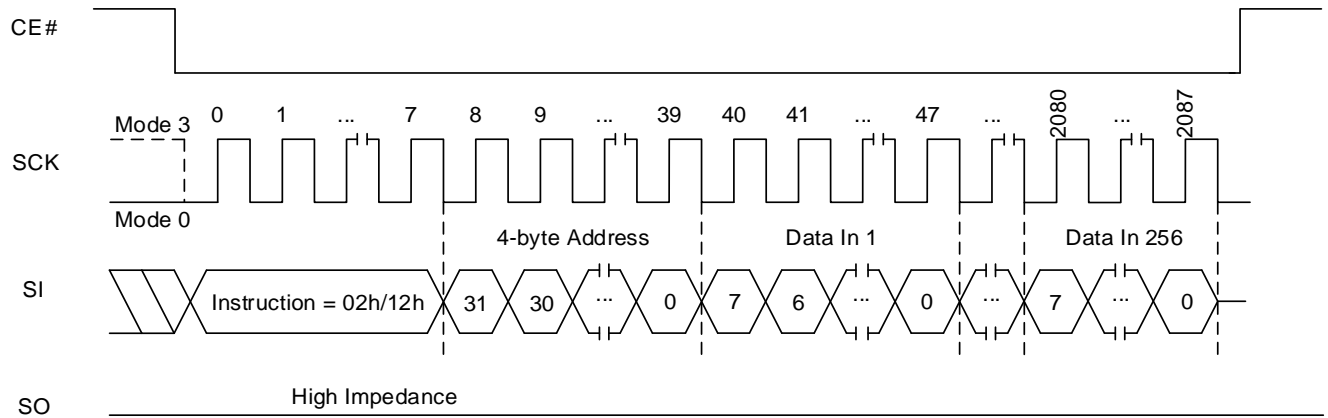 CE#
0 1 ... 7 8 9 ... 39 40 41 ... 47 ... 2080 ... 2087
Mode 3
SCK
Mode 0
4-byte Address Data In 1 Data In 256
SI Instruction = 02h/12h 31 30 ... 0 7 6 ... 0 ... 7 ... 0
High Impedance
SO